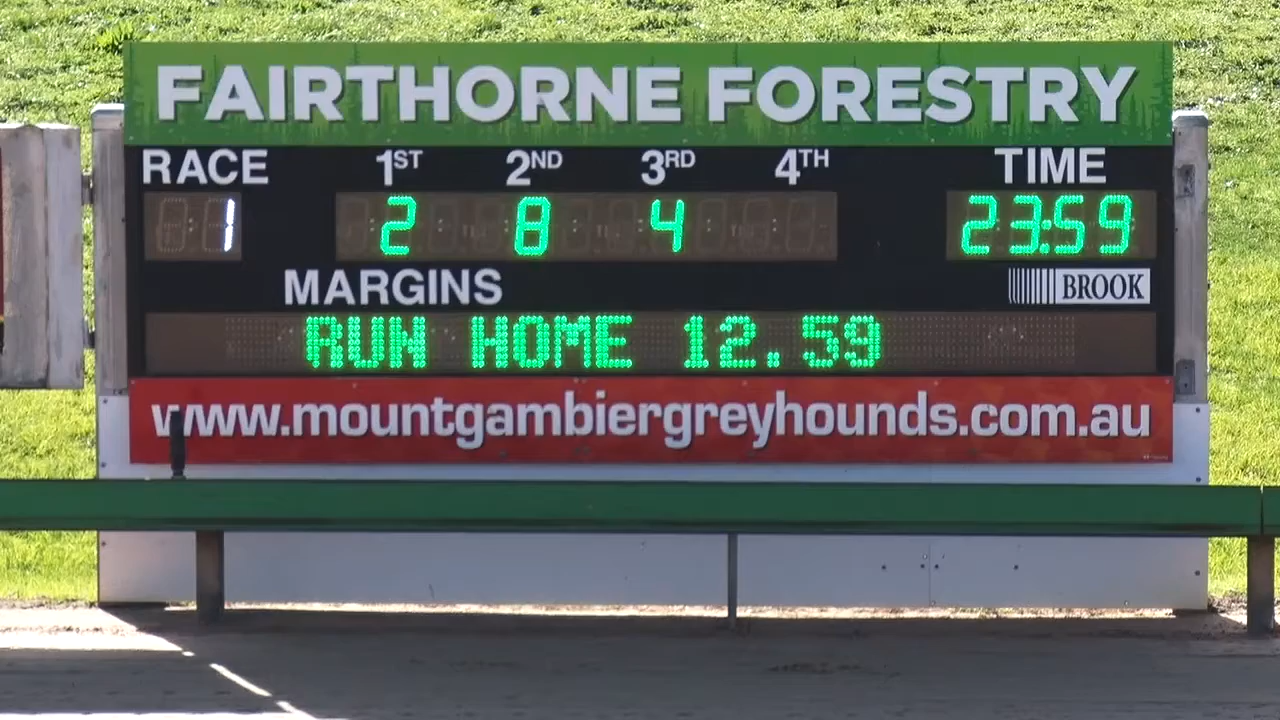 FAIRTHORNE FORESTRY
RACE 1ST 2ND 3RD 4TH TIME
1 2 8 4 23:59
MARGINS BROOK
RUN HOME 12.59
www.mountgambiergreyhounds.com.au